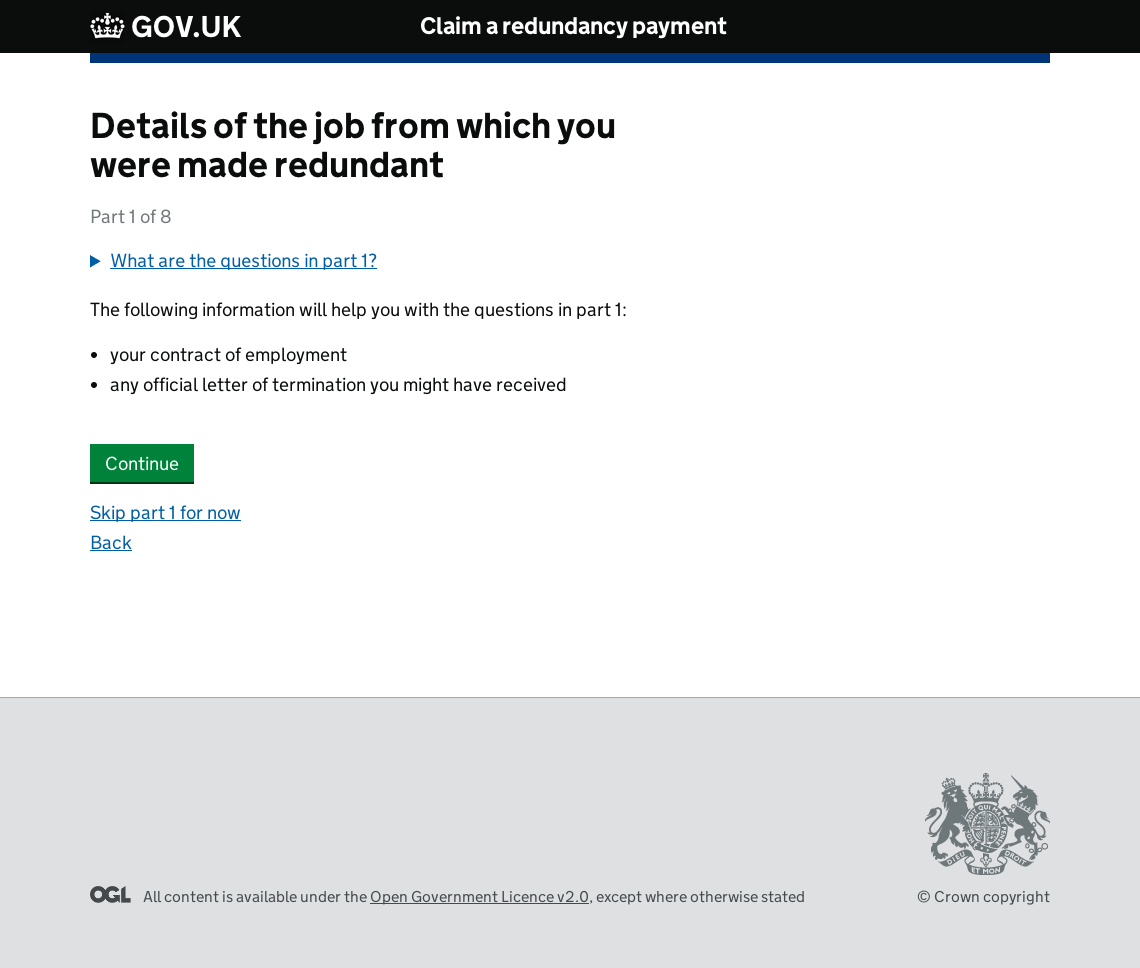 GOV.UK
Claim a redundancy payment
Details of the job from which you
were made redundant
Part 1 of 8
What are the questions in part 1?
The following information will help you with the questions in part 1:
your contract of employment
any official letter of termination you might have received
Continue
Skip part 1 for now
Back
DIEU ET MON DROIT
OGL
All content is available under the Open Government Licence v2.0, except where otherwise stated
© Crown copyright